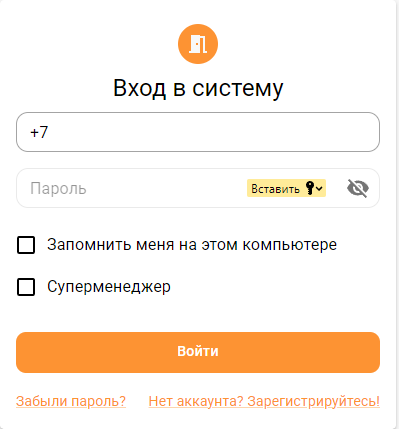 Вход в систему
+7
Пароль Вставить
Запомнить меня на этом компьютере
Суперменеджер
Войти
Забыли пароль? Нет аккаунта? Зарегистрируйтесь!